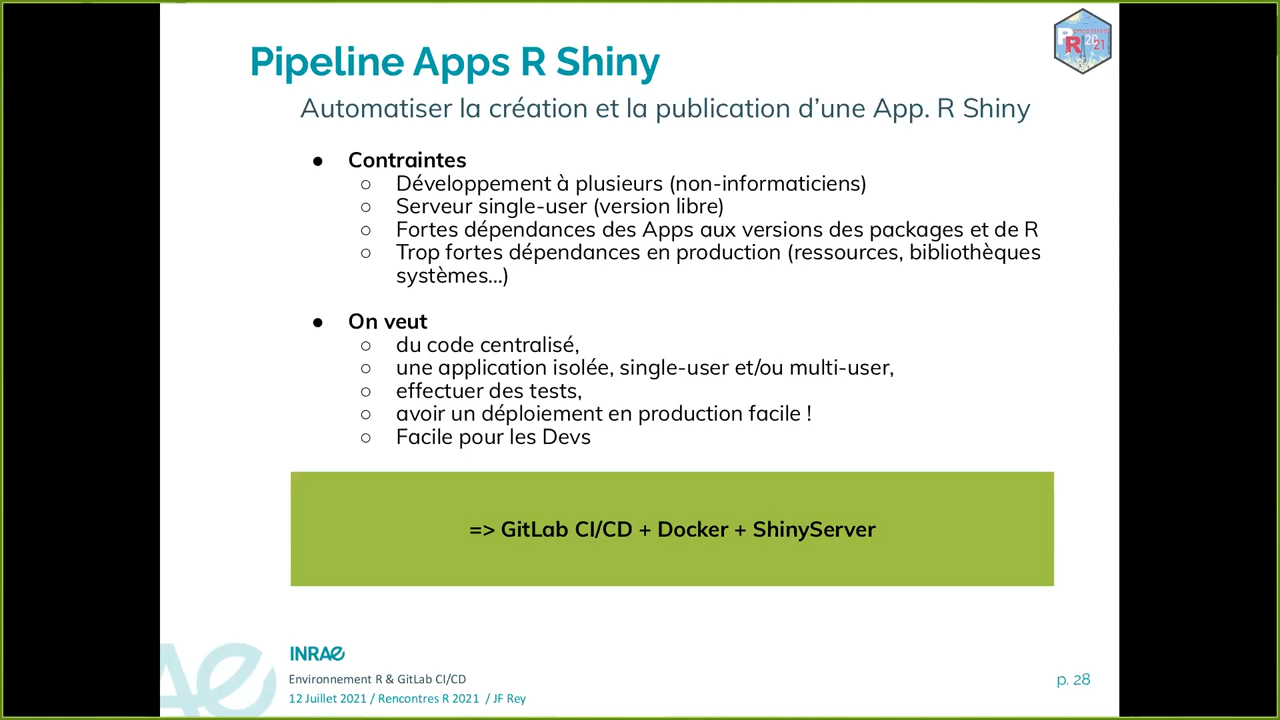 Pipeline Apps R Shiny
Rencontres
R 20
R 21
Automatiser la création et la publication d’une App. R Shiny
● Contraintes
○ Développement à plusieurs (non-informaticiens)
○ Serveur single-user (version libre)
○ Fortes dépendances des Apps aux versions des packages et de R
○ Trop fortes dépendances en production (ressources, bibliothèques
systèmes...)
● On veut
○ du code centralisé,
○ une application isolée, single-user et/ou multi-user,
○ effectuer des tests,
○ avoir un déploiement en production facile !
○ Facile pour les Devs
=> GitLab CI/CD + Docker + ShinyServer
INRAE
Environnement R & GitLab CI/CD
12 Juillet 2021 / Rencontres R 2021 / JF Rey
p. 28